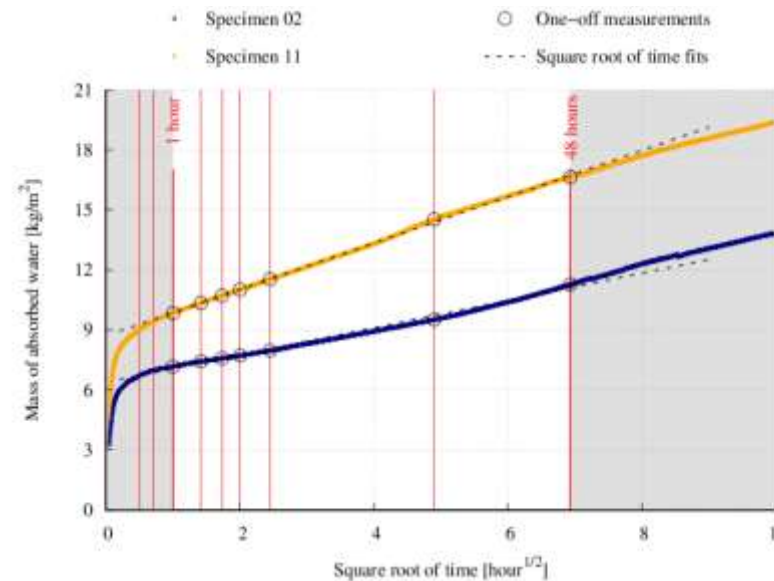 Specimen 02
One-off measurements
Specimen 11
Square root of time fits
21
18
15
12
9
6
3
0
1 hour
48 hours
Mass of absorbed water [kg/m²]
0 2 4 6 8 1
Square root of time [hour^1/2]